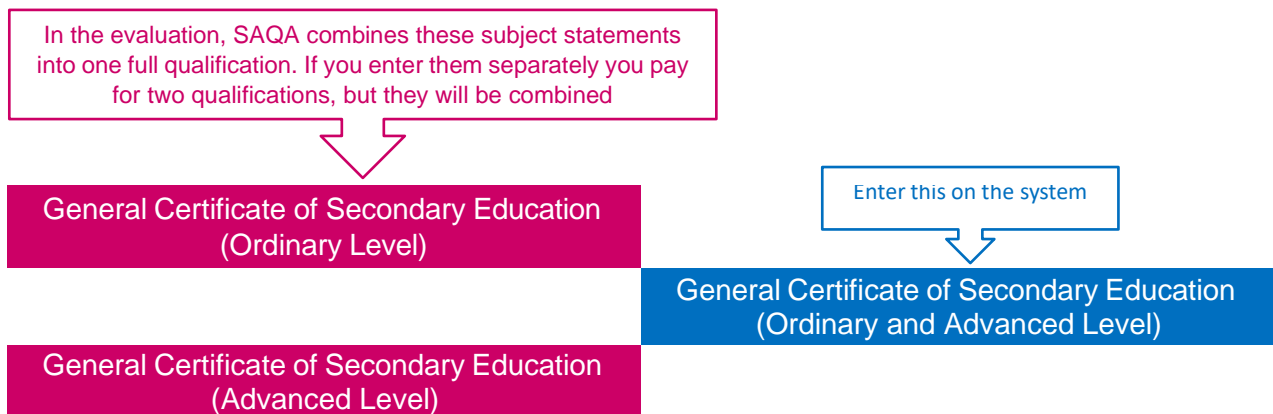 In the evaluation, SAQA combines these subject statements
into one full qualification. If you enter them separately you pay
for two qualifications, but they will be combined
General Certificate of Secondary Education
(Ordinary Level)
Enter this on the system
General Certificate of Secondary Education
(Ordinary and Advanced Level)
General Certificate of Secondary Education
(Advanced Level)